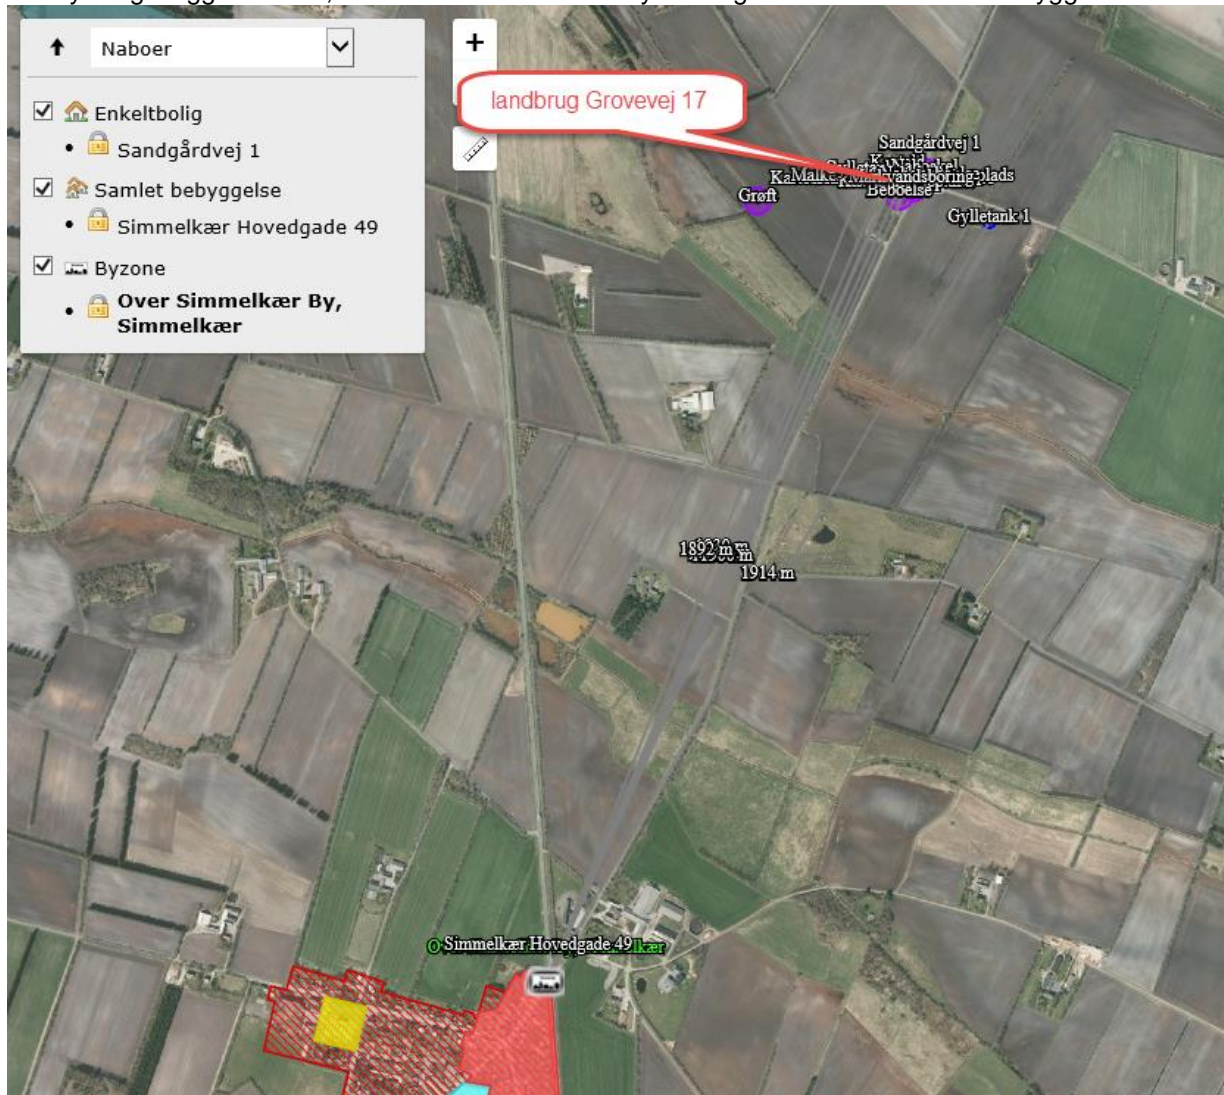 Naboer
+
landbrug Grovevej 17
Enkeltbolig
Sandgårdvej 1
Samlet bebyggelse
Simmelkær Hovedgade 49
Byzone
Over Simmelkær By,
Simmelkær
Sandgårdvej 1
Grøft
Beboelse
Gylletank 1
1892 m
1914 m
Simmelkær Hovedgade 49